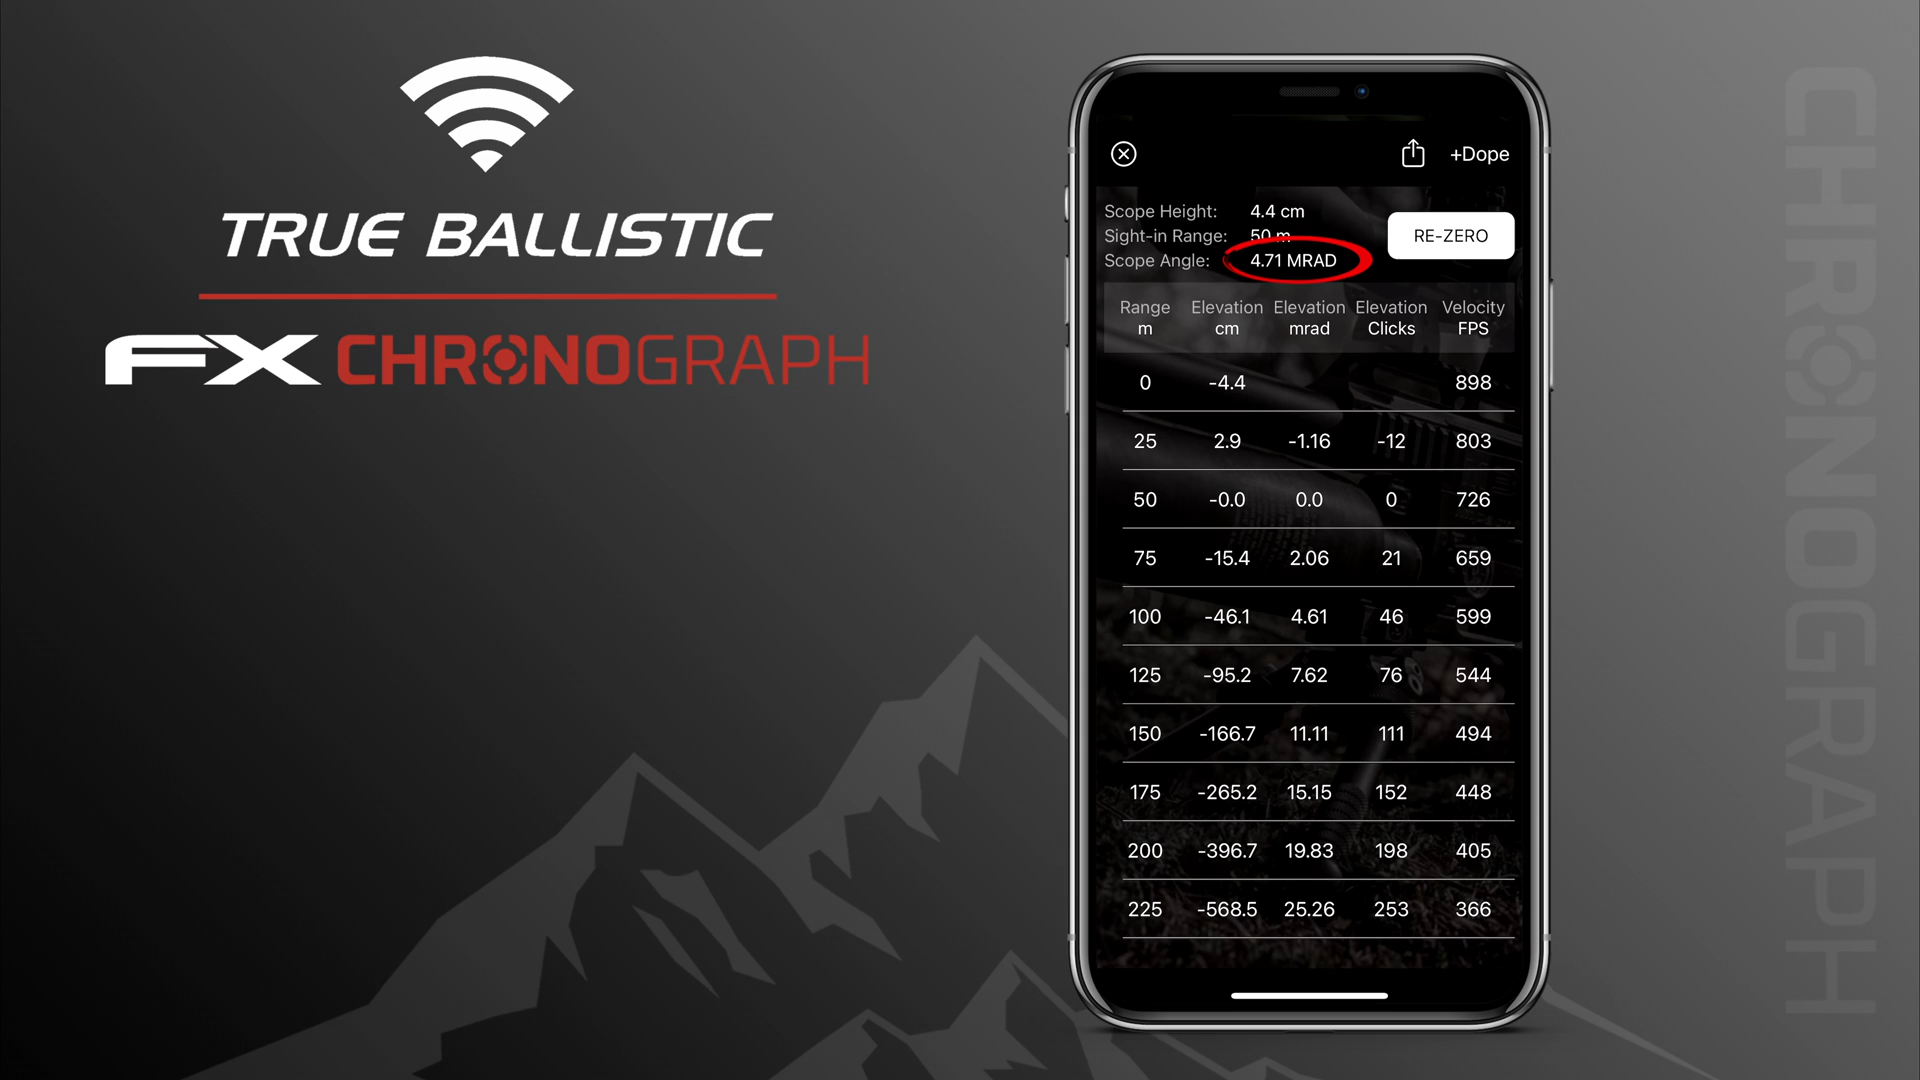 TRUE BALLISTIC
FX CHRONOGRAPH
+Dope
Scope Height: 4.4 cm
Sight-in Range: 50 m
Scope Angle: 4.71 MRAD
RE-ZERO
Range Elevation Elevation Elevation Velocity
m cm mrad Clicks FPS
0 -4.4 898
25 2.9 -1.16 -12 803
50 -0.0 0.0 0 726
75 -15.4 2.06 21 659
100 -46.1 4.61 46 599
125 -95.2 7.62 76 544
150 -166.7 11.11 111 494
175 -265.2 15.15 152 448
200 -396.7 19.83 198 405
225 -568.5 25.26 253 366
CHRONOGRAPH